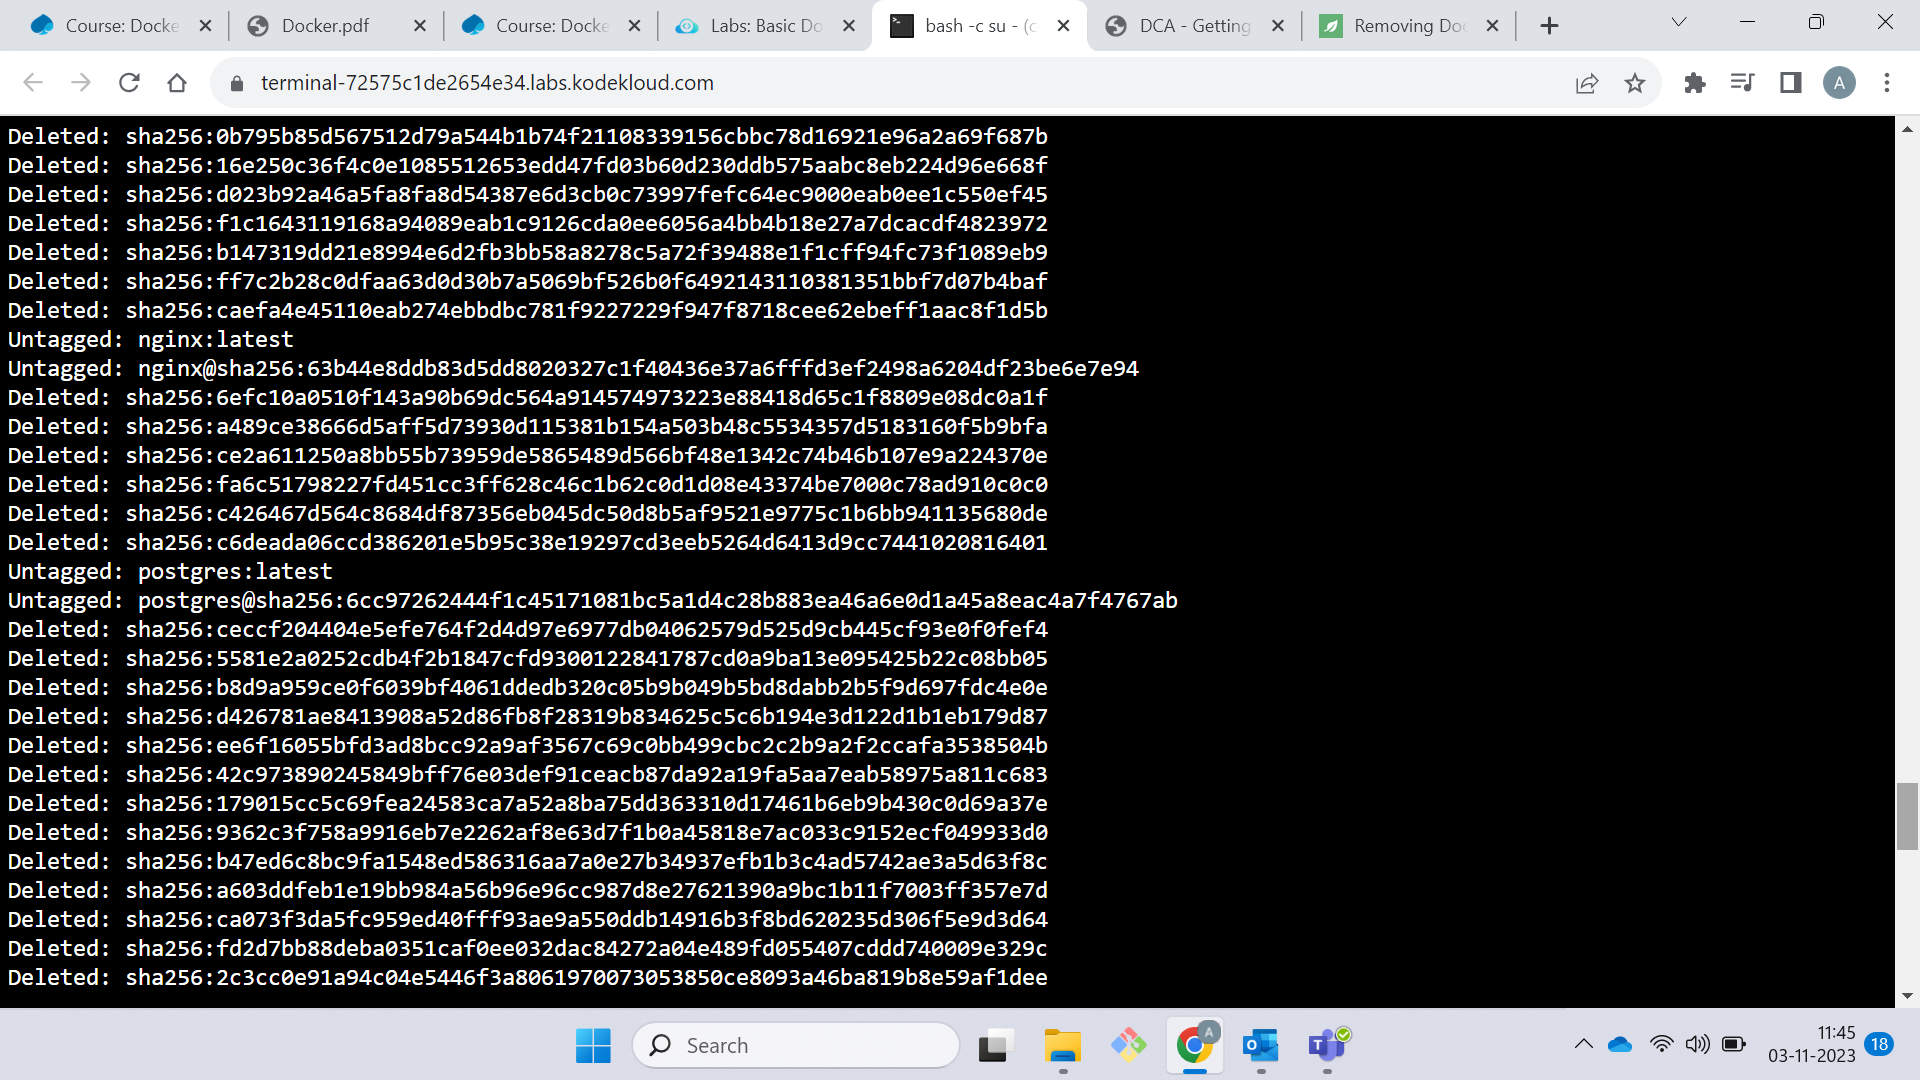 Course: Docke
Docker.pdf
Course: Docke
Labs: Basic Do
bash -c su - (c
DCA - Getting
Removing Doc
terminal-72575c1de2654e34.labs.kodekloud.com
A
Deleted: sha256:0b795b85d567512d79a544b1b74f21108339156cbbc78d16921e96a2a69f687b
Deleted: sha256:16e250c36f4c0e1085512653edd47fd03b60d230ddb575aabc8eb224d96e668f
Deleted: sha256:d023b92a46a5fa8fa8d54387e6d3cb0c73997fefc64ec9000eab0ee1c550ef45
Deleted: sha256:f1c1643119168a94089eab1c9126cda0ee6056a4bb4b18e27a7dcacdf4823972
Deleted: sha256:b147319dd21e8994e6d2fb3bb58a8278c5a72f39488e1f1cff94fc73f1089eb9
Deleted: sha256:ff7c2b28c0dfaa63d0d30b7a5069bf526b0f6492143110381351bbf7d07b4baf
Deleted: sha256:caefa4e45110eab274ebbdbc781f9227229f947f8718cee62ebeff1aac8f1d5b
Untagged: nginx:latest
Untagged: nginx@sha256:63b44e8ddb83d5dd8020327c1f40436e37a6fffd3ef2498a6204df23be6e7e94
Deleted: sha256:6efc10a0510f143a90b69dc564a914574973223e88418d65c1f8809e08dc0a1f
Deleted: sha256:a489ce38666d5aff5d73930d115381b154a503b48c5534357d5183160f5b9bfa
Deleted: sha256:ce2a611250a8bb55b73959de5865489d566bf48e1342c74b46b107e9a224370e
Deleted: sha256:fa6c51798227fd451cc3ff628c46c1b62c0d1d08e43374be7000c78ad910c0c0
Deleted: sha256:c426467d564c8684df87356eb045dc50d8b5af9521e9775c1b6bb941135680de
Deleted: sha256:c6deada06ccd386201e5b95c38e19297cd3eeb5264d6413d9cc7441020816401
Untagged: postgres:latest
Untagged: postgres@sha256:6cc97262444f1c45171081bc5a1d4c28b883ea46a6e0d1a45a8eac4a7f4767ab
Deleted: sha256:ceccf204404e5efe764f2d4d97e6977db04062579d525d9cb445cf93e0f0fef4
Deleted: sha256:5581e2a0252cdb4f2b1847cfd9300122841787cd0a9ba13e095425b22c08bb05
Deleted: sha256:b8d9a959ce0f6039bf4061ddedb320c05b9b049b5bd8dabb2b5f9d697fdc4e0e
Deleted: sha256:d426781ae8413908a52d86fb8f28319b834625c5c6b194e3d122d1b1eb179d87
Deleted: sha256:ee6f16055bfd3ad8bcc92a9af3567c69c0bb499cbc2c2b9a2f2ccafa3538504b
Deleted: sha256:42c973890245849bff76e03def91ceacb87da92a19fa5aa7eab58975a811c683
Deleted: sha256:179015cc5c69fea24583ca7a52a8ba75dd363310d17461b6eb9b430c0d69a37e
Deleted: sha256:9362c3f758a9916eb7e2262af8e63d7f1b0a45818e7ac033c9152ecf049933d0
Deleted: sha256:b47ed6c8bc9fa1548ed586316aa7a0e27b34937efb1b3c4ad5742ae3a5d63f8c
Deleted: sha256:a603ddfeb1e19bb984a56b96e96cc987d8e27621390a9bc1b11f7003ff357e7d
Deleted: sha256:ca073f3da5fc959ed40fff93ae9a550ddb14916b3f8bd620235d306f5e9d3d64
Deleted: sha256:fd2d7bb88deba0351caf0ee032dac84272a04e489fd055407cddd740009e329c
Deleted: sha256:2c3cc0e91a94c04e5446f3a8061970073053850ce8093a46ba819b8e59af1dee
Search
A
11:45
03-11-2023
18